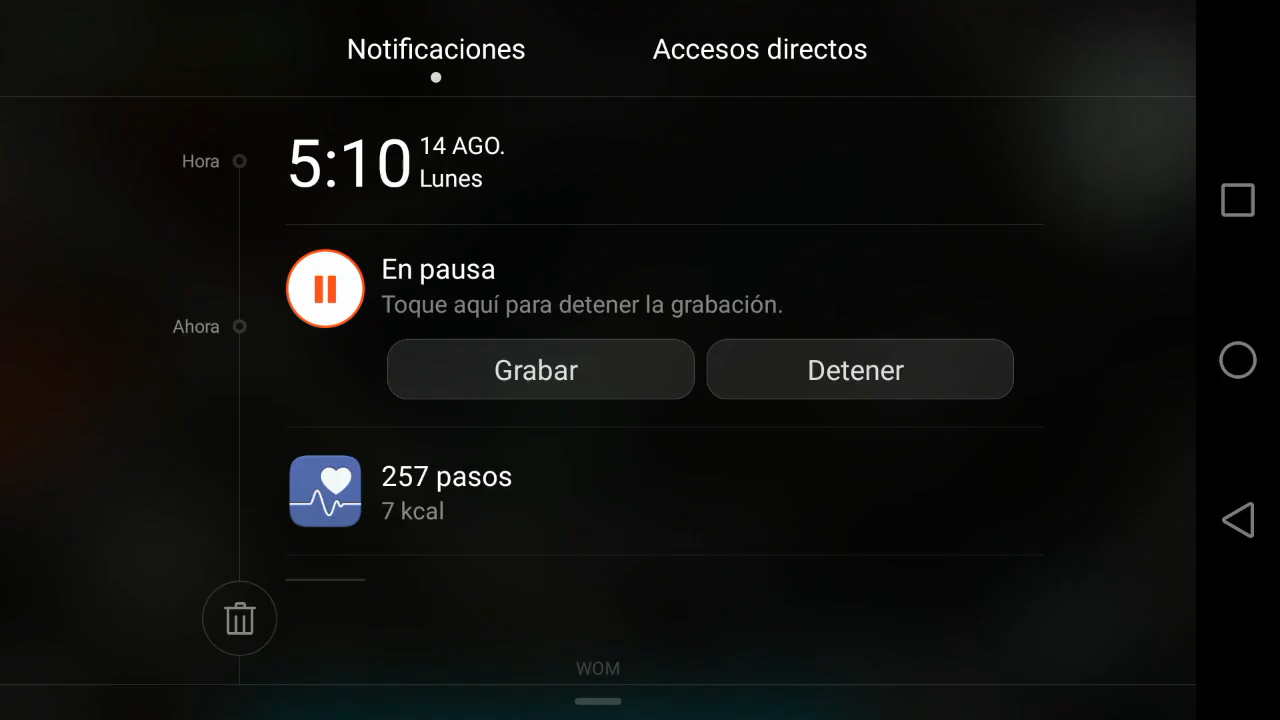 Notificaciones
Accesos directos
Hora
5:10
14 AGO.
Lunes
En pausa
Toque aquí para detener la grabación.
Ahora
Grabar
Detener
257 pasos
7 kcal
WOM